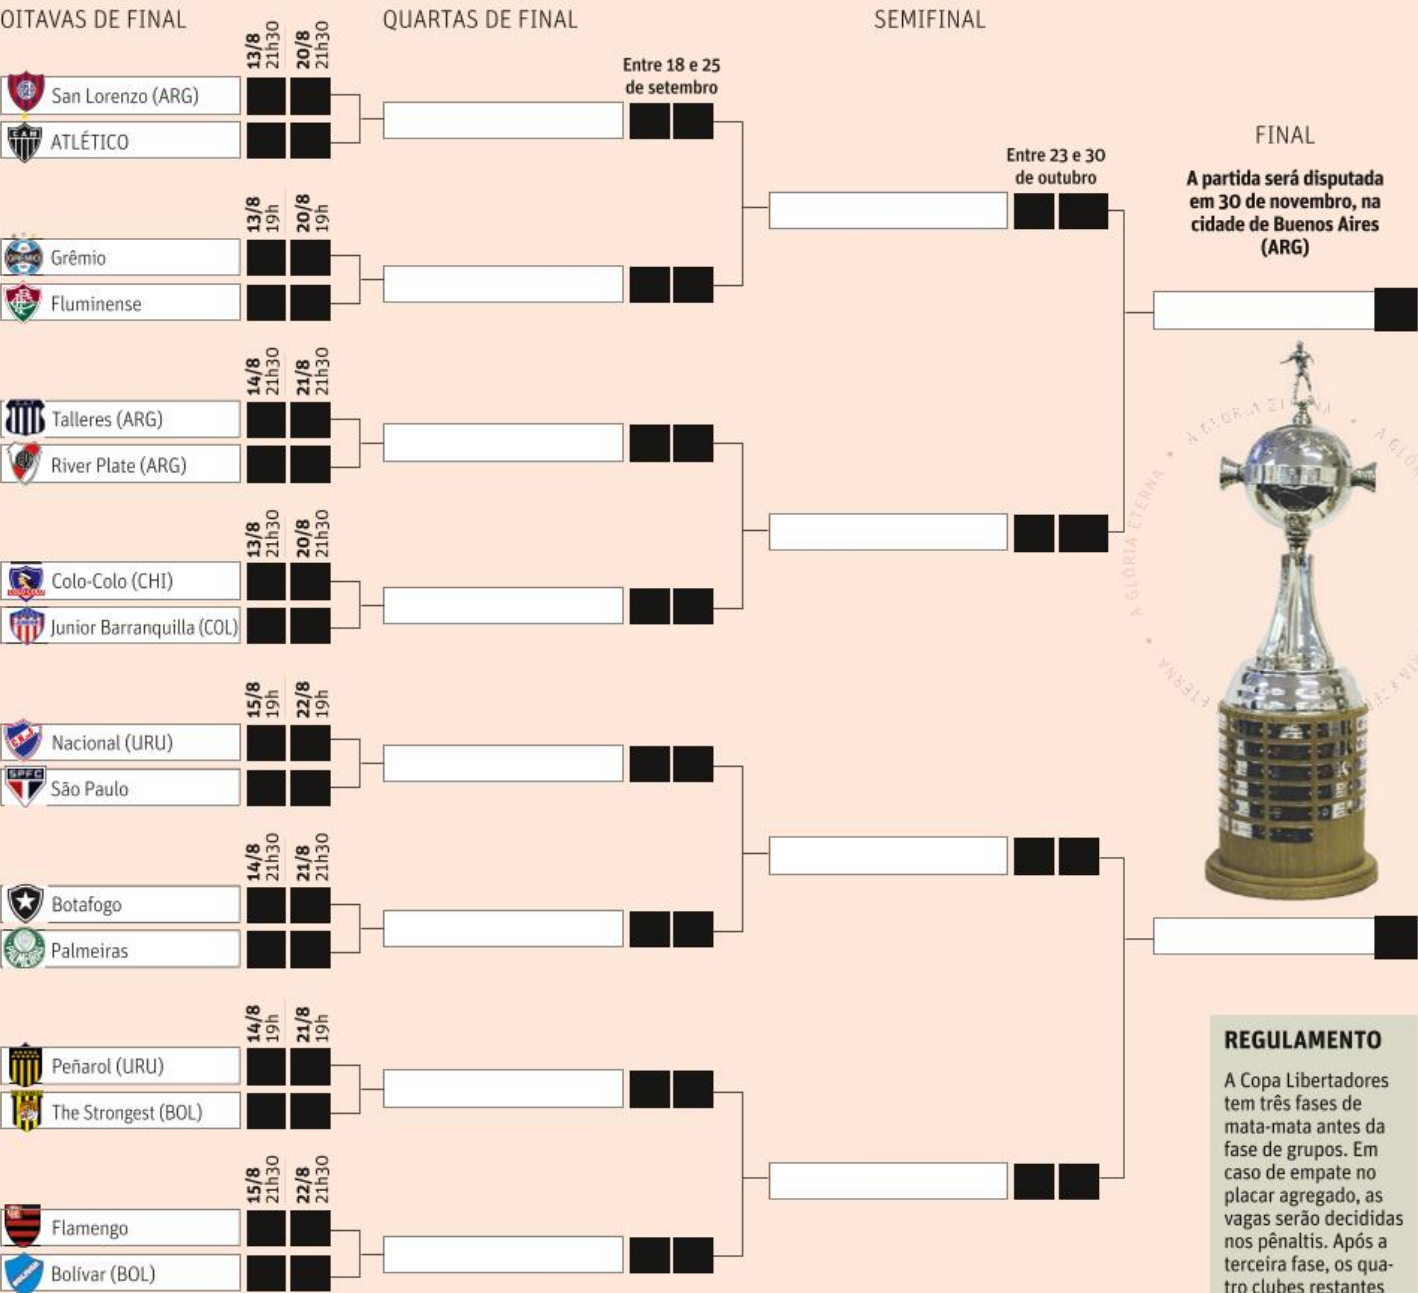 OITAVAS DE FINAL
QUARTAS DE FINAL
SEMIFINAL
13/8
21h30
20/8
21h30
San Lorenzo (ARG)
ATLÉTICO
13/8
19h
20/8
19h
Grêmio
Fluminense
14/8
21h30
21/8
21h30
Talleres (ARG)
River Plate (ARG)
13/8
21h30
20/8
21h30
Colo-Colo (CHI)
Junior Barranquilla (COL)
15/8
19h
22/8
19h
Nacional (URU)
SPFC
São Paulo
14/8
21h30
21/8
21h30
Botafogo
Palmeiras
14/8
19h
21/8
19h
Peñarol (URU)
The Strongest (BOL)
15/8
21h30
22/8
21h30
Flamengo
Bolívar (BOL)
Entre 18 e 25
de setembro
Entre 23 e 30
de outubro
FINAL
A partida será disputada
em 30 de novembro, na
cidade de Buenos Aires
(ARG)
A GLÓRIA ETERNA
REGULAMENTO
A Copa Libertadores
tem três fases de
mata-mata antes da
fase de grupos. Em
caso de empate no
placar agregado, as
vagas serão decididas
nos pênaltis. Após a
terceira fase, os qua-
tro clubes restantes